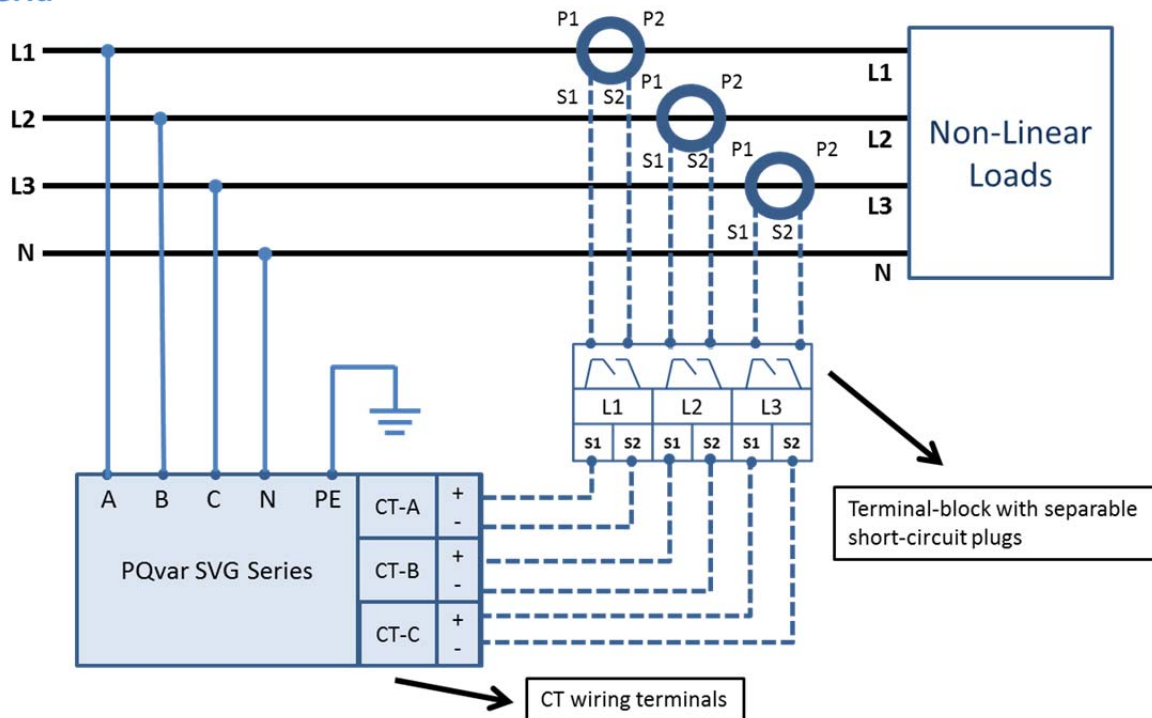 P1 P2
L1
L1
S1 S2
P1 P2
L2
L2
S1 S2
P1 P2
L3
L3
S1 S2
N
N
Non-Linear
Loads
L1 L2 L3
S1 S2 S1 S2 S1 S2
A B C N PE
CT-A + -
CT-B + -
CT-C + -
PQvar SVG Series
Terminal-block with separable
short-circuit plugs
CT wiring terminals